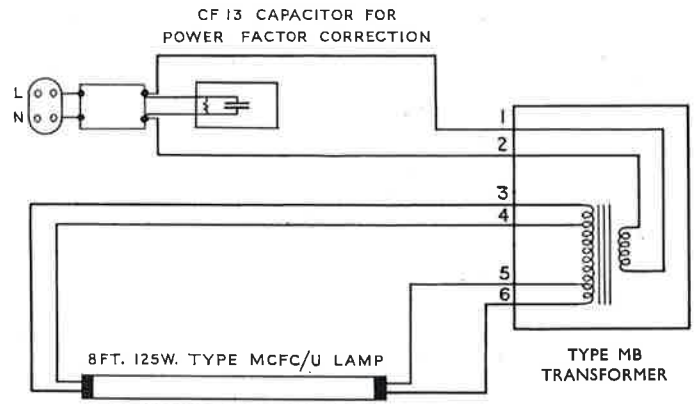 CF 13 CAPACITOR FOR
POWER FACTOR CORRECTION
L
N
1
2
3
4
5
6
8FT. 125W. TYPE MCFC/U LAMP
TYPE MB
TRANSFORMER